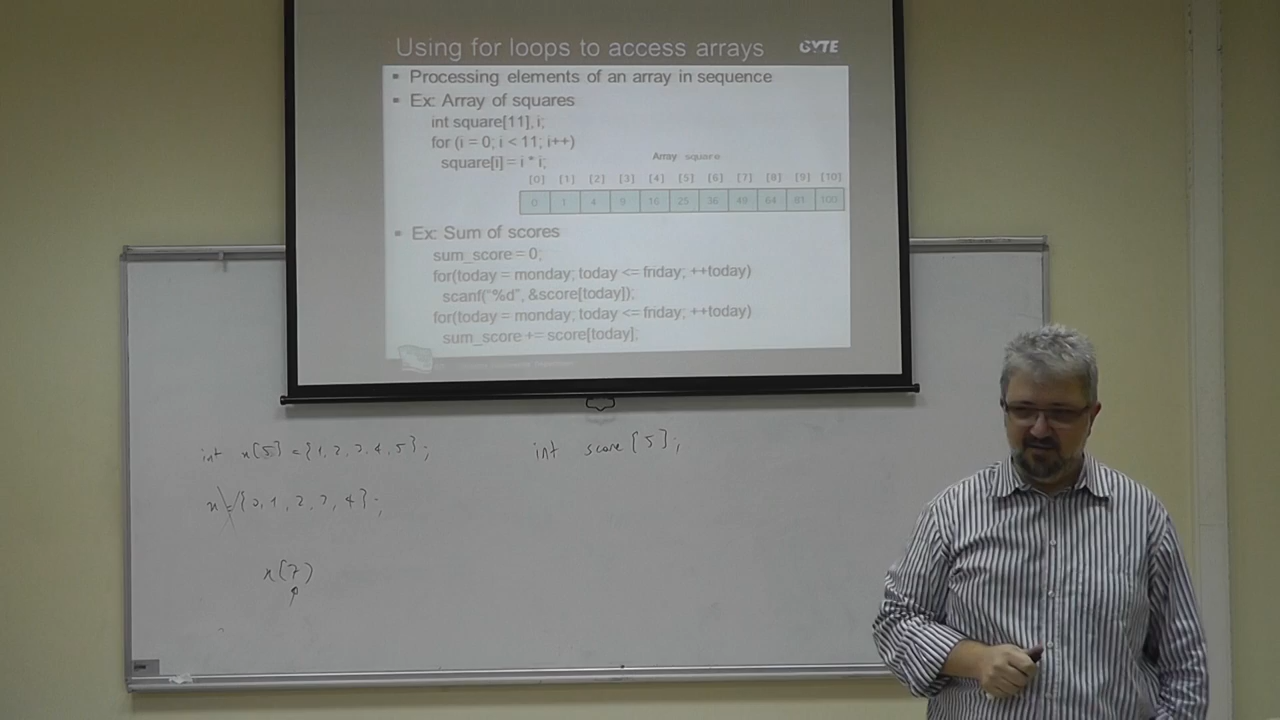 Using for loops to access arrays
GYTE
▪ Processing elements of an array in sequence
▪ Ex: Array of squares
int square[11], i;
for (i = 0; i < 11; i++)
square[i] = i * i;
Array square
[0] [1] [2] [3] [4] [5] [6] [7] [8] [9] [10]
0 1 4 9 16 25 36 49 64 81 100
▪ Ex: Sum of scores
sum_score = 0;
for(today = monday; today <= friday; ++today)
scanf("%d", &score[today]);
for(today = monday; today <= friday; ++today)
sum_score += score[today];
int x[5] = {1, 2, 3, 4, 5};
int score [5];
x = {0, 1, 2, 3, 4};
x[7]